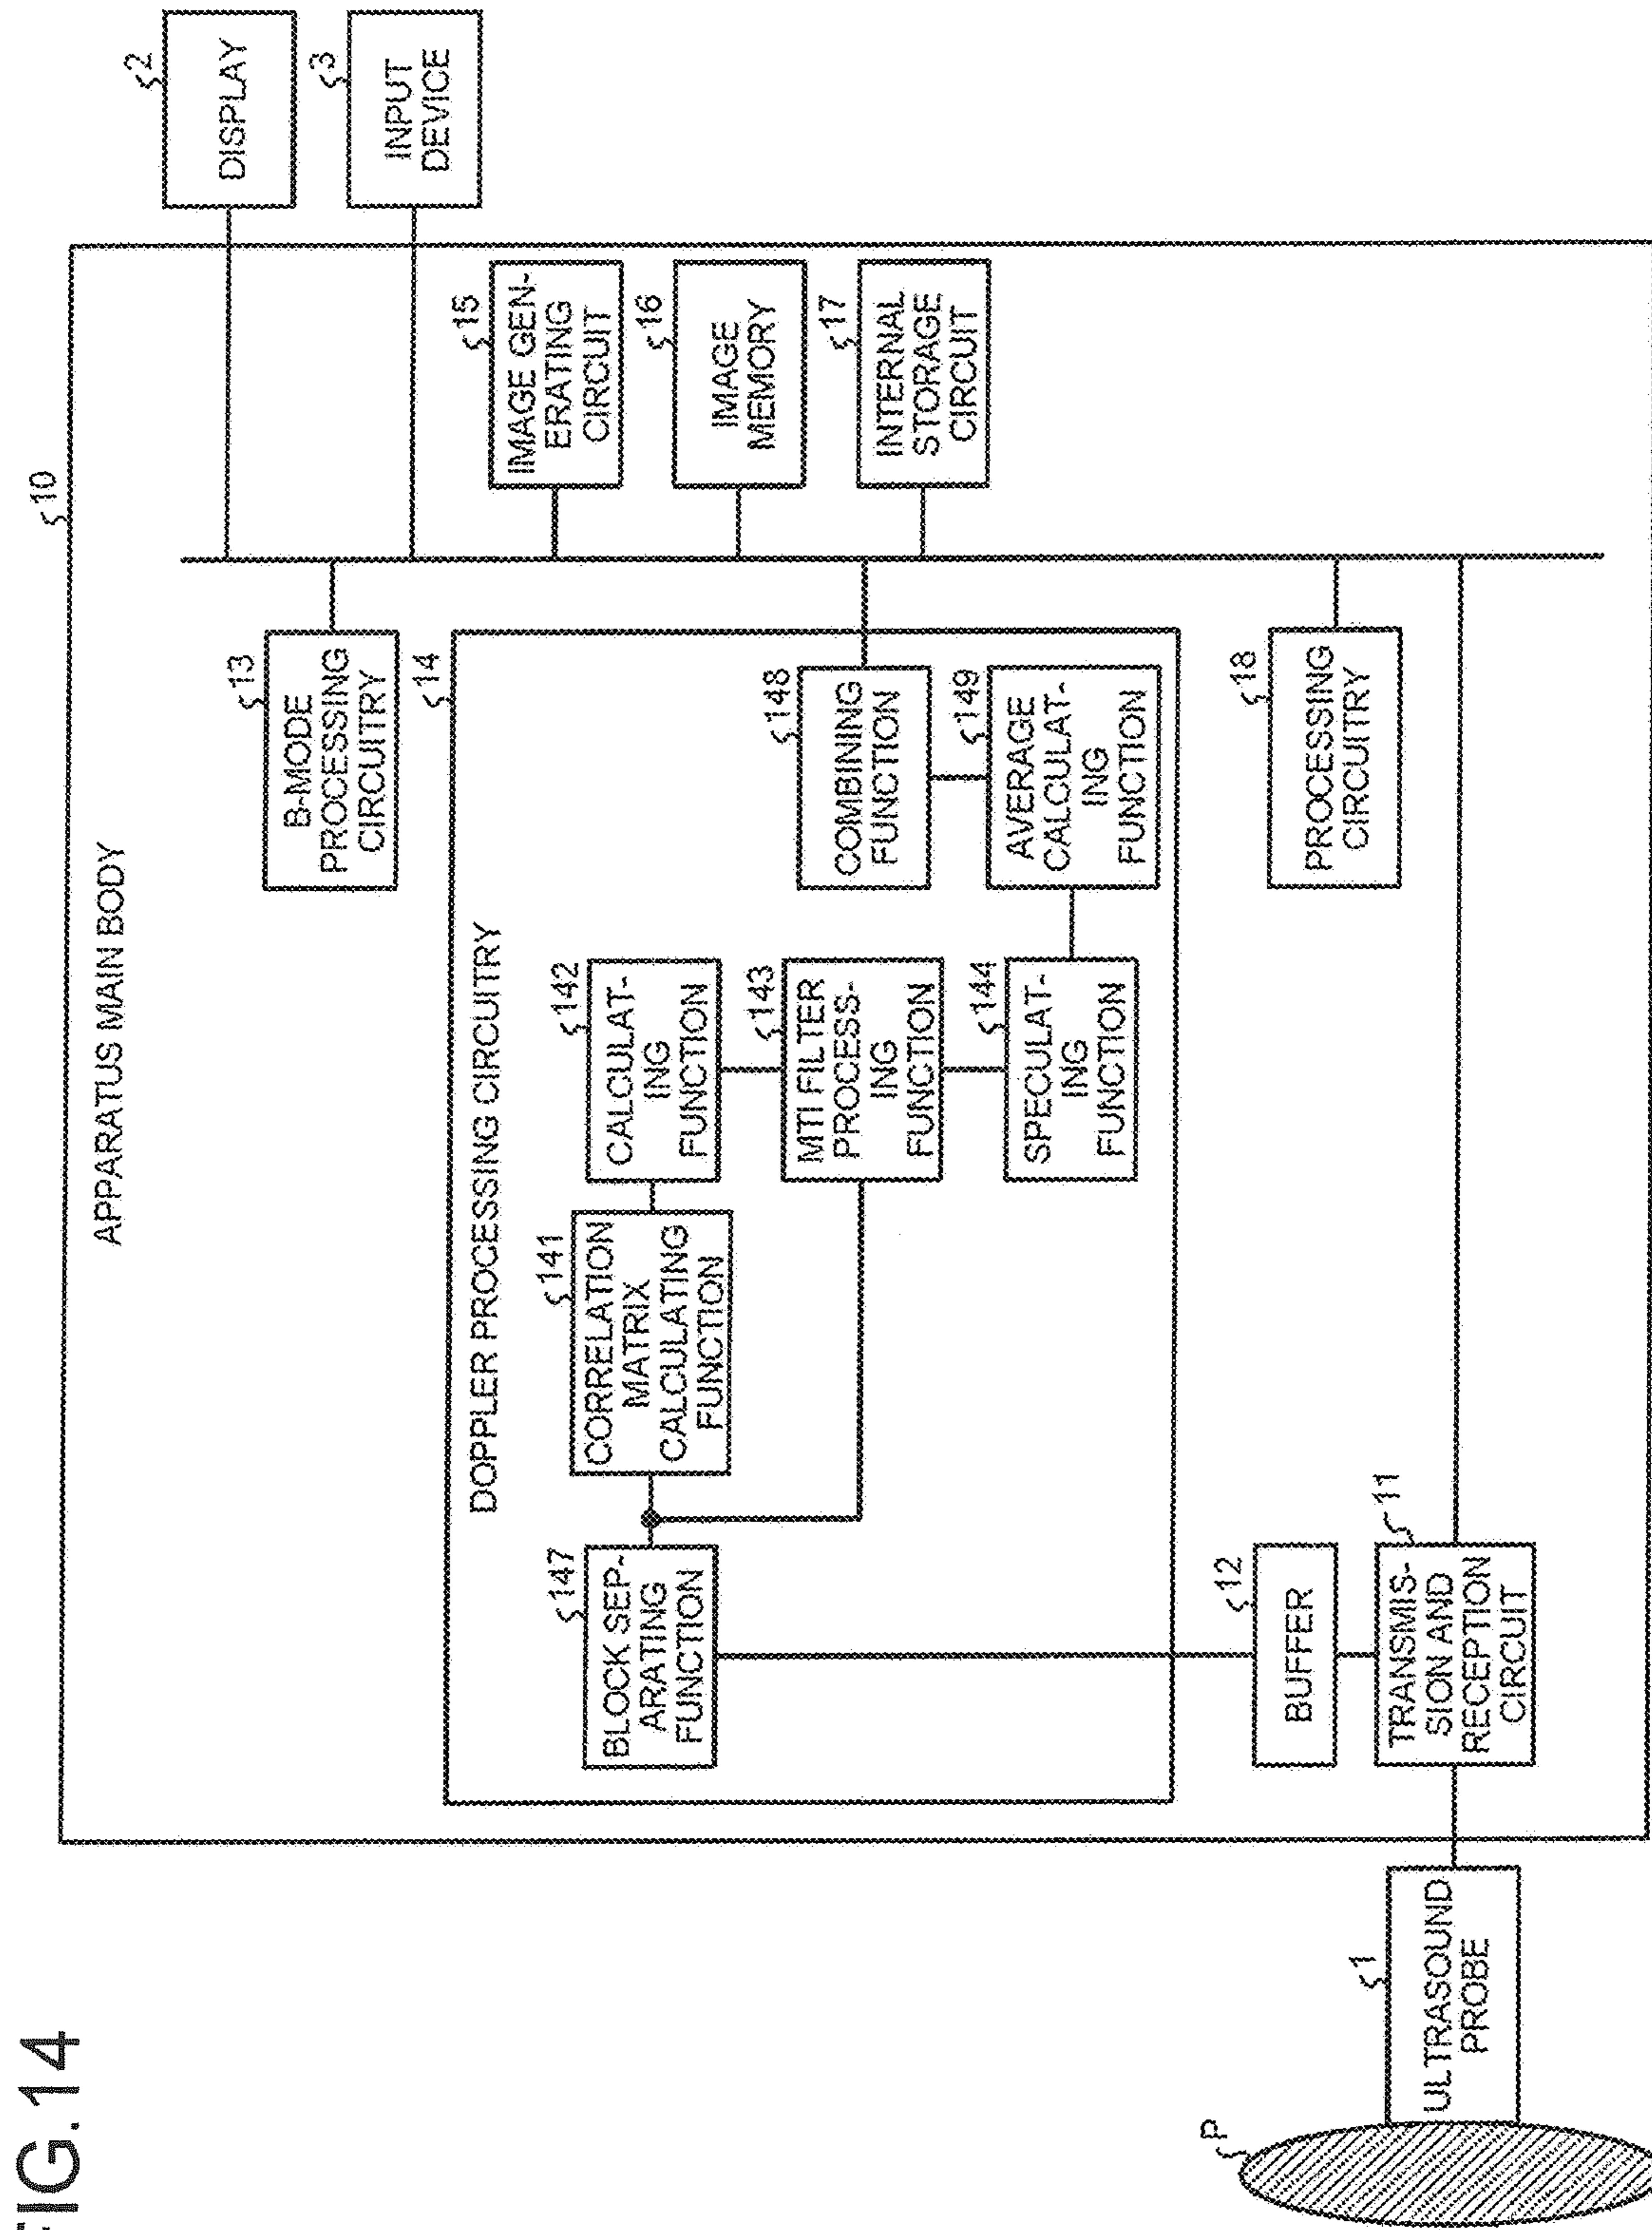 FIG.14
10
APPARATUS MAIN BODY
2
DISPLAY
3
INPUT
DEVICE
13
B-MODE
PROCESSING
CIRCUITRY
15
IMAGE GEN-
ERATING
CIRCUIT
16
IMAGE
MEMORY
17
INTERNAL
STORAGE
CIRCUIT
14
DOPPLER PROCESSING CIRCUITRY
147
BLOCK SEP-
ARATING
FUNCTION
141
CORRELATION
MATRIX
CALCULATING
FUNCTION
142
CALCULAT-
ING
FUNCTION
143
MTI FILTER
PROCESS-
ING
FUNCTION
144
SPECULAT-
ING
FUNCTION
148
COMBINING
FUNCTION
149
AVERAGE
CALCULAT-
ING
FUNCTION
12
BUFFER
18
PROCESSING
CIRCUITRY
11
TRANSMIS-
SION AND
RECEPTION
CIRCUIT
1
ULTRASOUND
PROBE
P